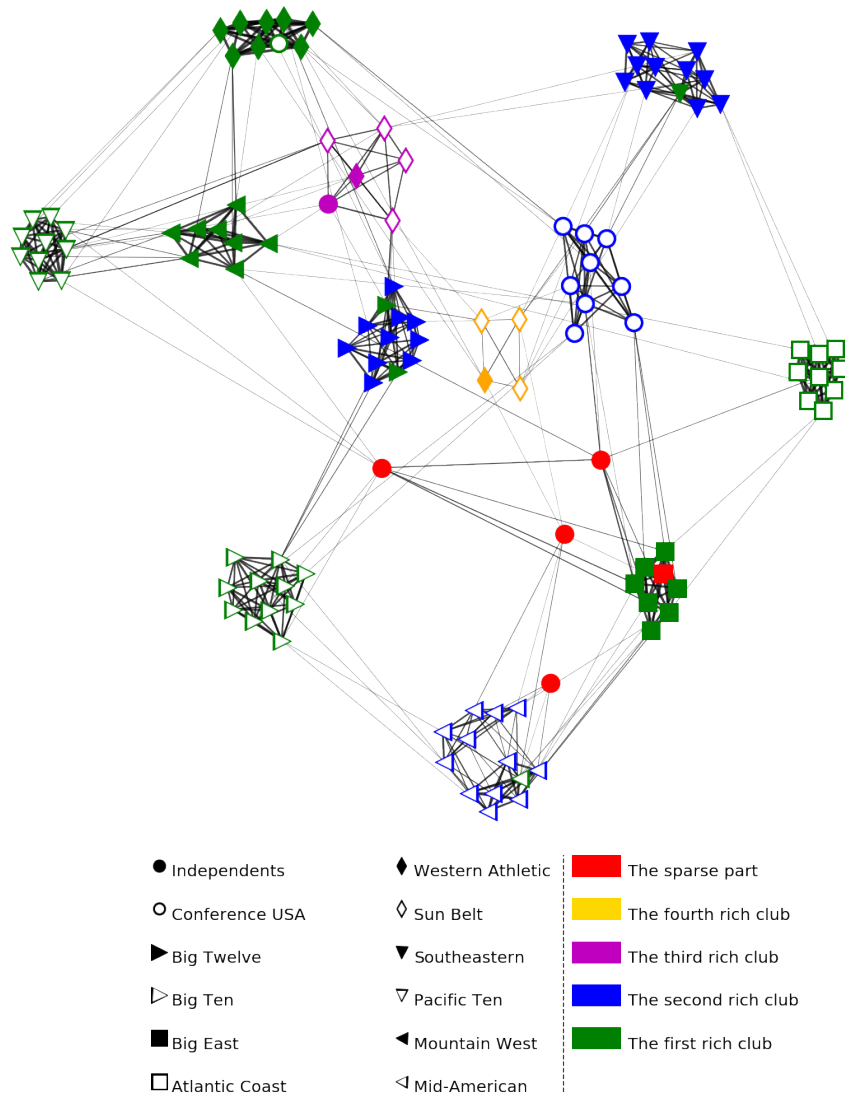 Independents
Conference USA
Big Twelve
Big Ten
Big East
Atlantic Coast
Western Athletic
Sun Belt
Southeastern
Pacific Ten
Mountain West
Mid-American
The sparse part
The fourth rich club
The third rich club
The second rich club
The first rich club